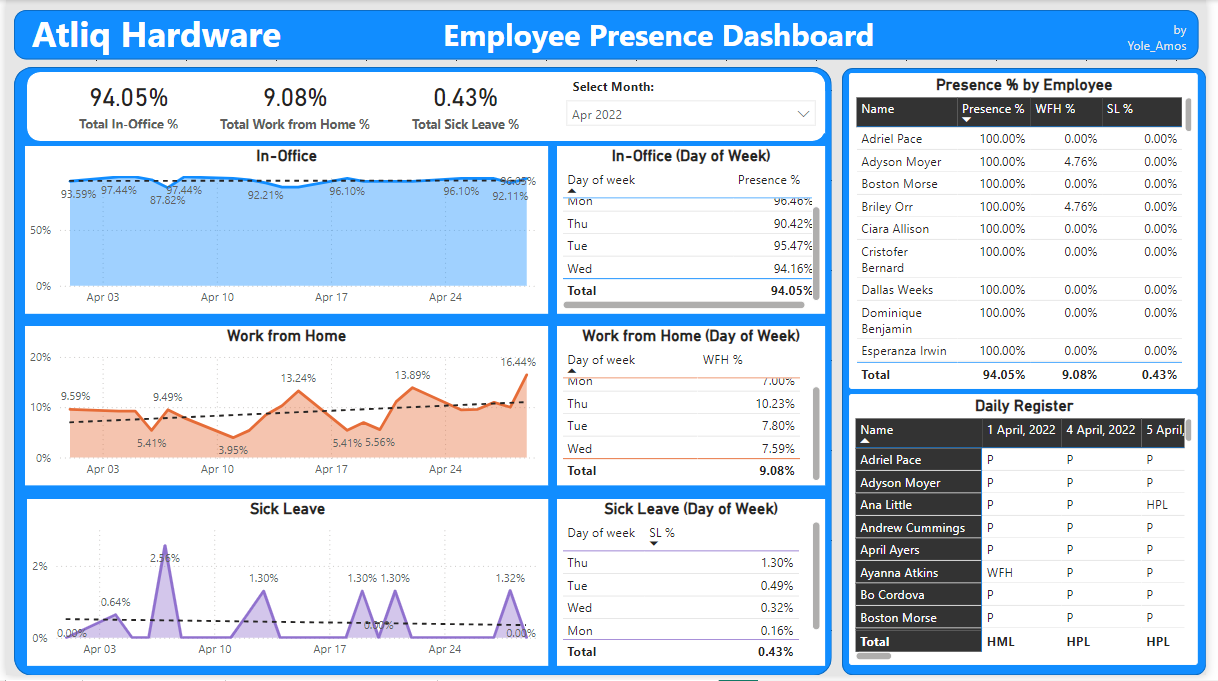 Atliq Hardware
Employee Presence Dashboard
by
Yole_Amos
94.05%
Total In-Office %
9.08%
Total Work from Home %
0.43%
Total Sick Leave %
Select Month:
Apr 2022
In-Office
50%
0%
93.59%
97.44%
87.82%
97.44%
92.21%
96.10%
96.10%
92.11%
Apr 03
Apr 10
Apr 17
Apr 24
In-Office (Day of Week)
Day of week Presence %
Mon 96.46%
Thu 90.42%
Tue 95.47%
Wed 94.16%
Total 94.05%
Work from Home
20%
10%
0%
9.59%
5.41%
9.49%
3.95%
13.24%
5.41%
5.56%
13.89%
16.44%
Apr 03
Apr 10
Apr 17
Apr 24
Work from Home (Day of Week)
Day of week WFH %
Mon 7.00%
Thu 10.23%
Tue 7.80%
Wed 7.59%
Total 9.08%
Sick Leave
2%
0%
0.00%
0.64%
2.56%
1.30%
1.30%
0.00%
1.30%
1.32%
0.00%
Apr 03
Apr 10
Apr 17
Apr 24
Sick Leave (Day of Week)
Day of week SL %
Thu 1.30%
Tue 0.49%
Wed 0.32%
Mon 0.16%
Total 0.43%
Presence % by Employee
Name Presence % WFH % SL %
Adriel Pace 100.00% 0.00% 0.00%
Adyson Moyer 100.00% 4.76% 0.00%
Boston Morse 100.00% 0.00% 0.00%
Briley Orr 100.00% 4.76% 0.00%
Ciara Allison 100.00% 0.00% 0.00%
Cristofer 100.00% 0.00% 0.00%
Bernard
Dallas Weeks 100.00% 0.00% 0.00%
Dominique 100.00% 0.00% 0.00%
Benjamin
Esperanza Irwin 100.00% 0.00% 0.00%
Total 94.05% 9.08% 0.43%
Daily Register
Name 1 April, 2022 4 April, 2022 5 April,
Adriel Pace P P P
Adyson Moyer P P P
Ana Little P P HPL
Andrew Cummings P P P
April Ayers P P P
Ayanna Atkins WFH P P
Bo Cordova P P P
Boston Morse P P P
Total HML HPL HPL